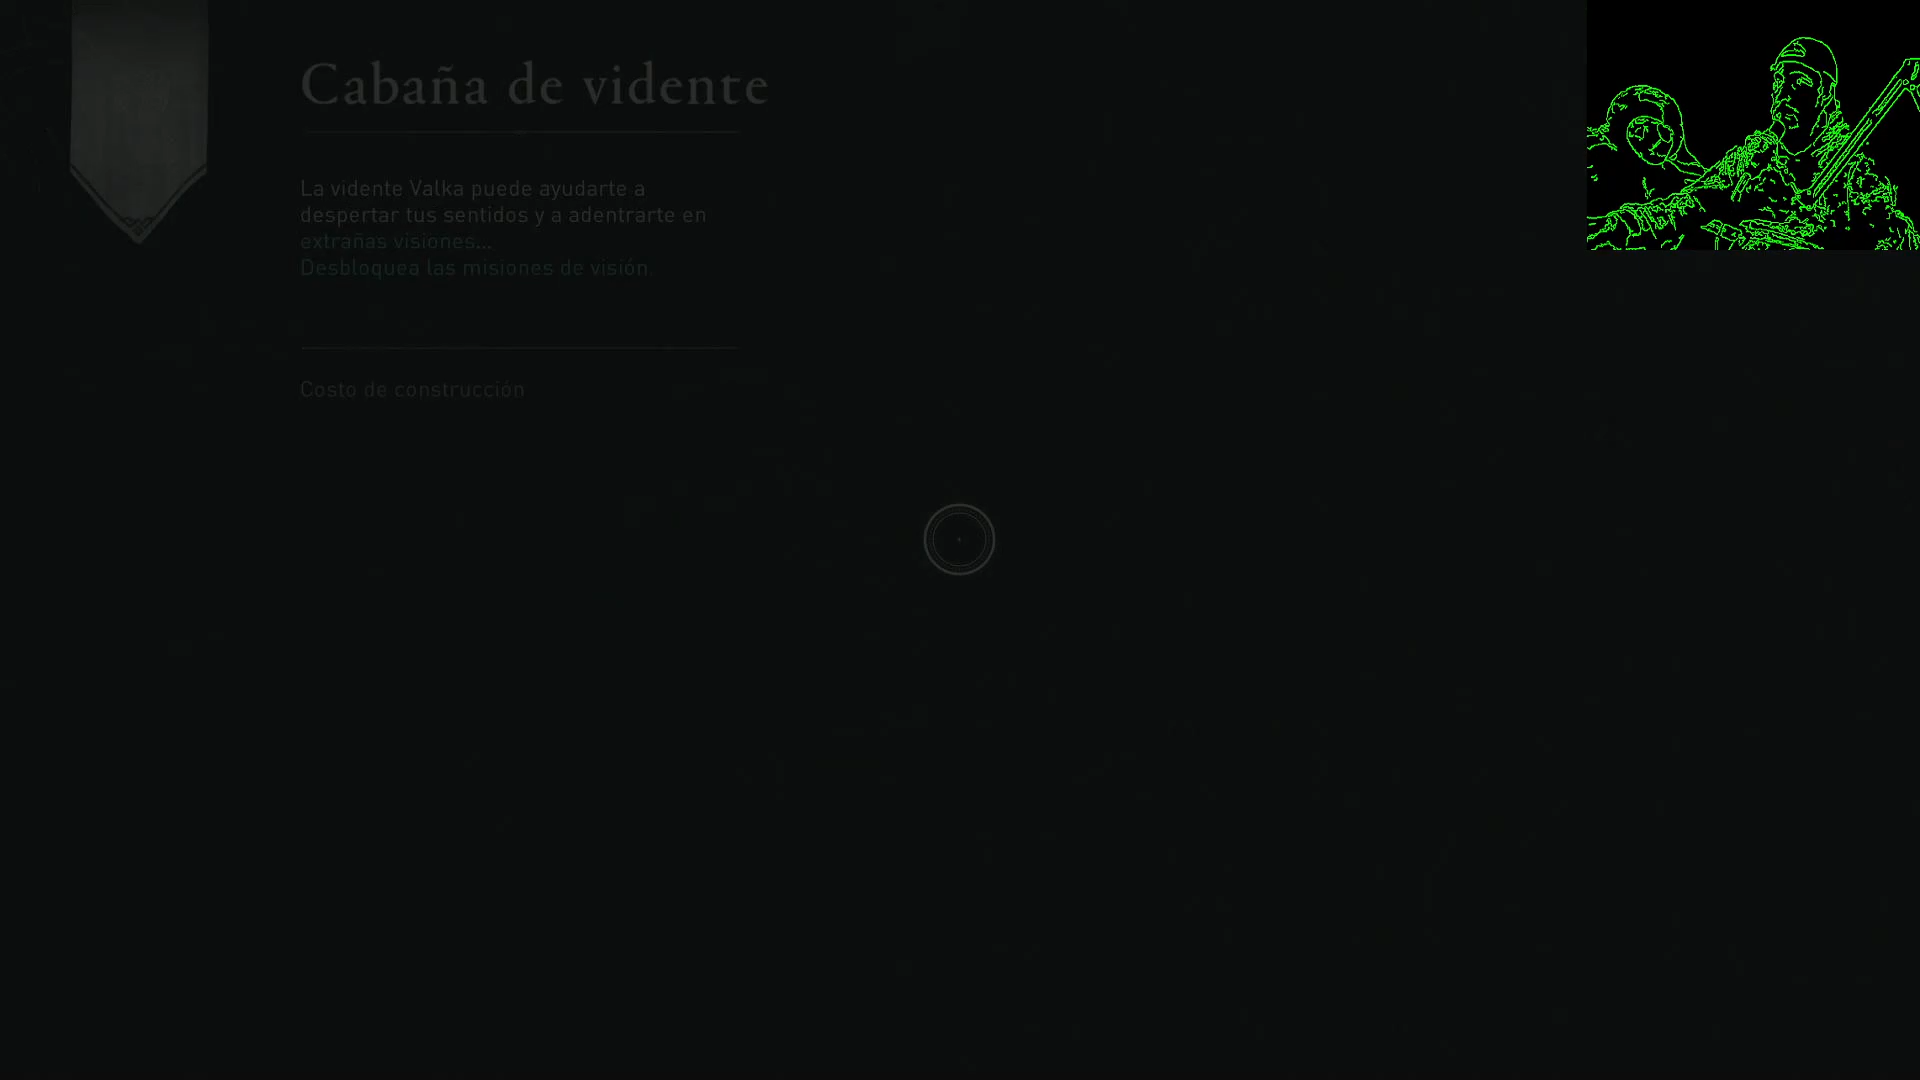 Cabaña de vidente
La vidente Valka puede ayudarte a
despertar tus sentidos y a adentrarte en
extrañas visiones...
Desbloquea las misiones de visión.
Costo de construcción